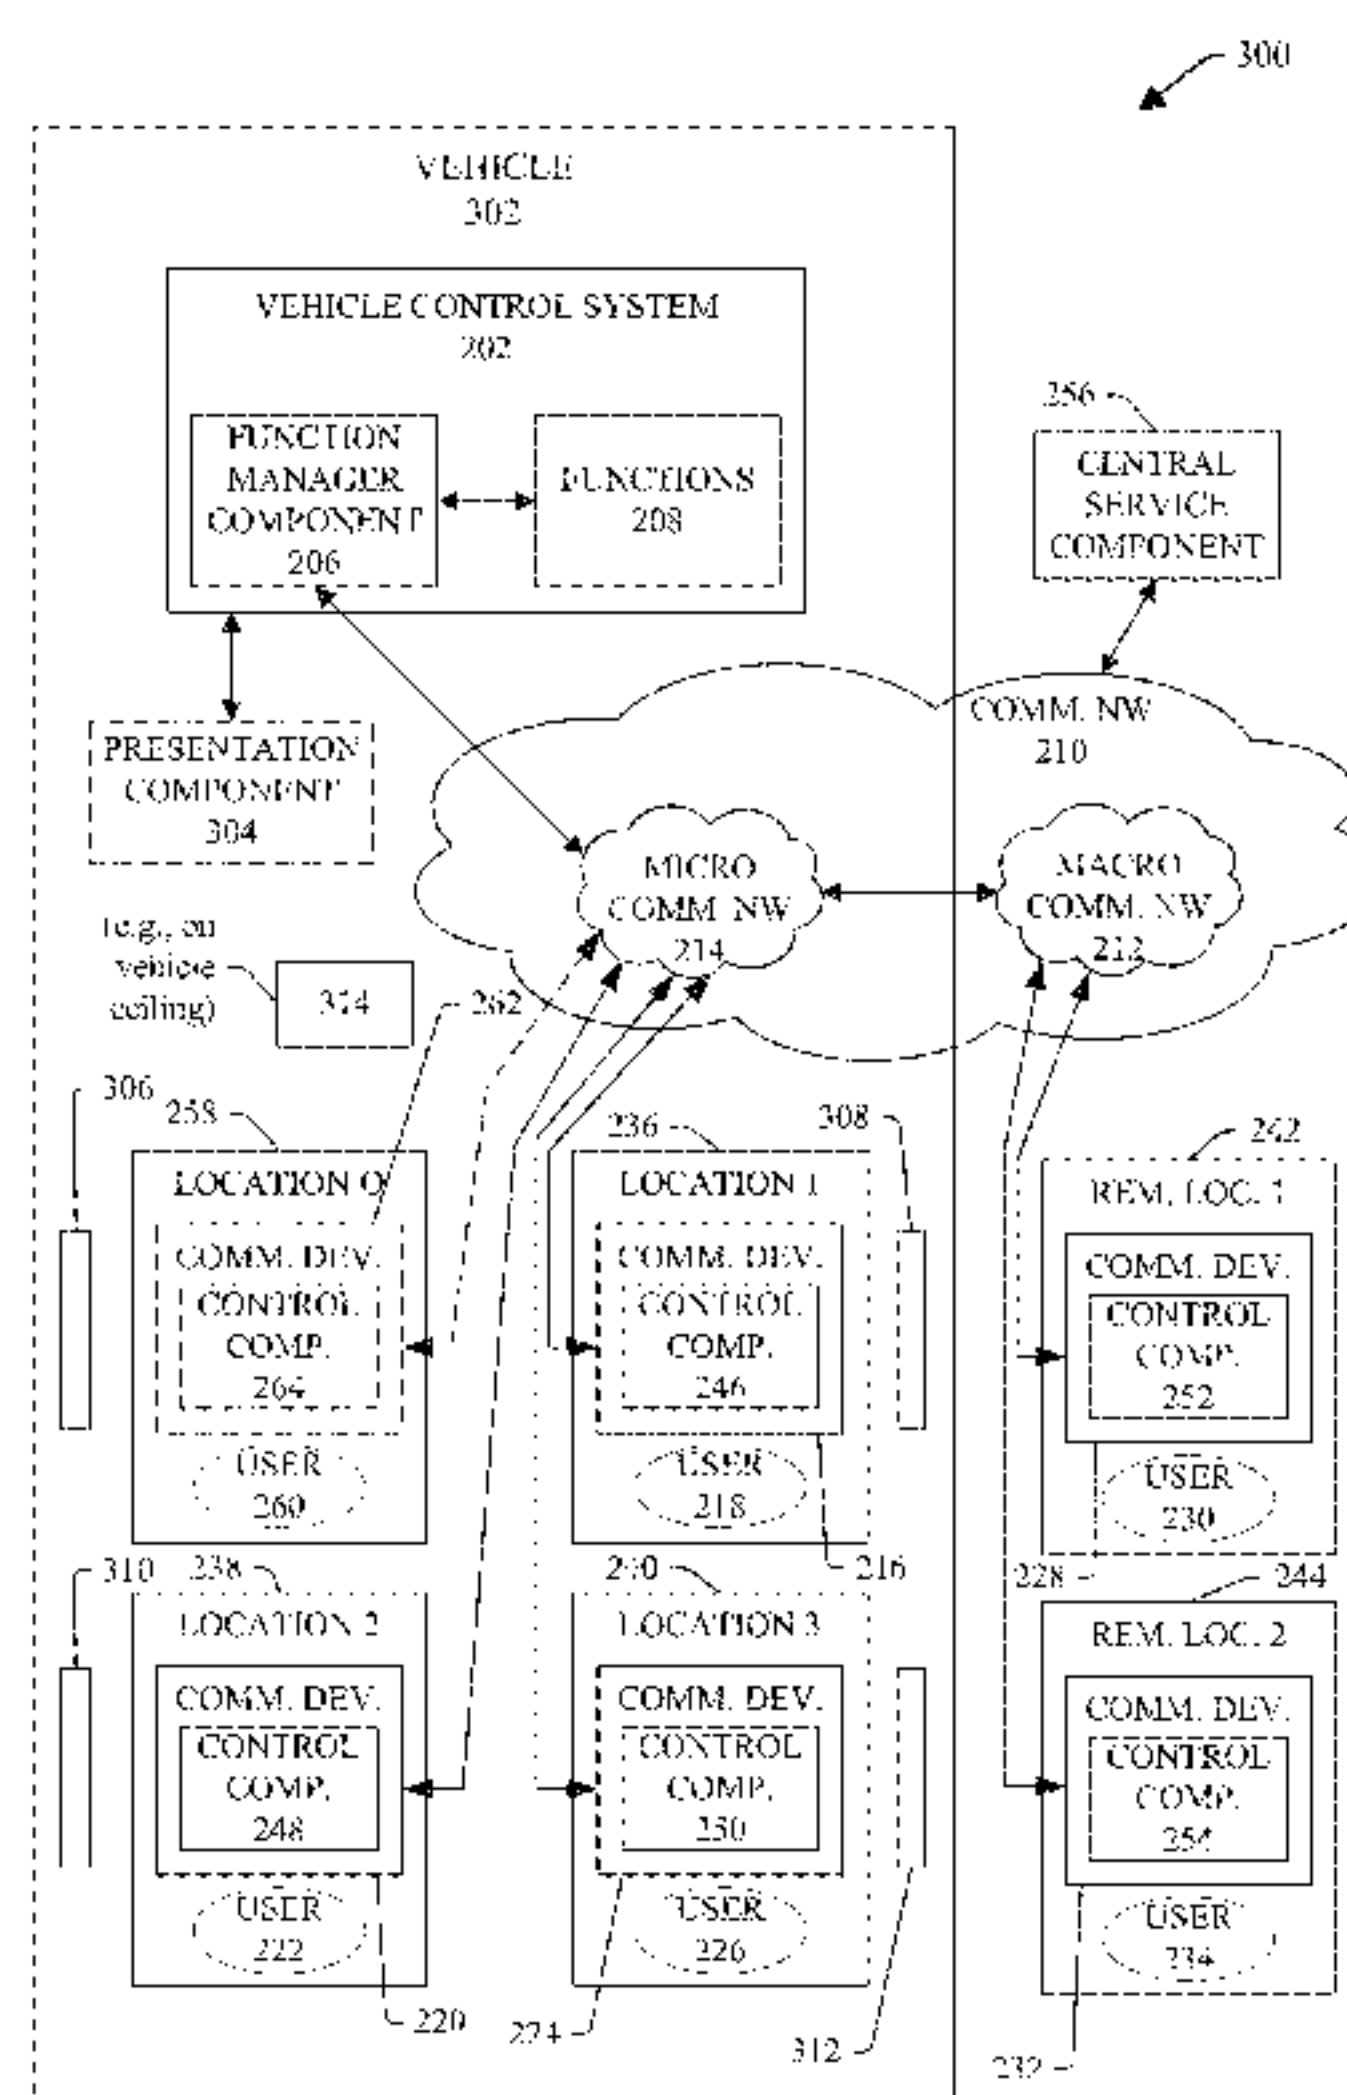 300
VEHICLE
302
VEHICLE CONTROL SYSTEM
202
FUNCTION
MANAGER
COMPONENT
206
FUNCTIONS
208
256
CENTRAL
SERVICE
COMPONENT
PRESENTATION
COMPONENT
304
COMM. NW
210
MICRO
COMM. NW
214
MACRO
COMM. NW
212
(e.g., on
vehicle
ceiling)
324
262
306
258
LOCATION 0
COMM. DEV.
CONTROL
COMP.
264
USER
260
236
LOCATION 1
COMM. DEV.
CONTROL
COMP.
246
USER
218
216
308
242
REM. LOC. 1
COMM. DEV.
CONTROL
COMP.
252
USER
230
228
310
238
LOCATION 2
COMM. DEV.
CONTROL
COMP.
248
USER
222
220
240
LOCATION 3
COMM. DEV.
CONTROL
COMP.
250
USER
226
224
312
244
REM. LOC. 2
COMM. DEV.
CONTROL
COMP.
254
USER
234
232